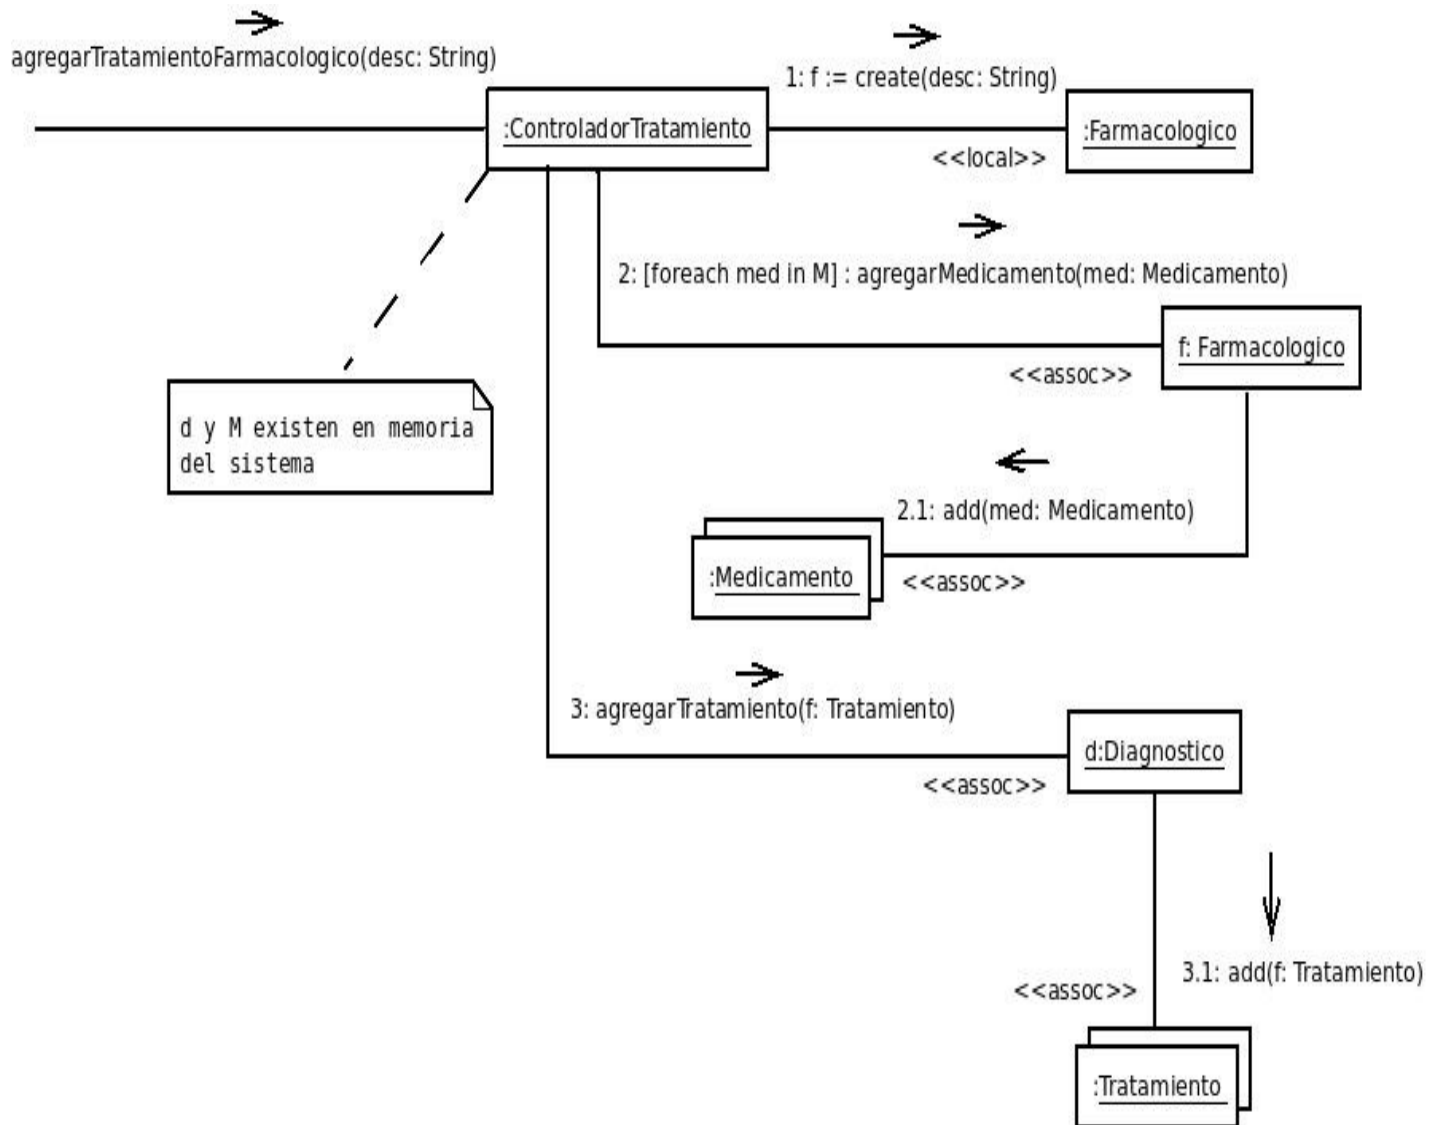 agregarTratamientoFarmacologico(desc: String)
1: f := create(desc: String)
:ControladorTratamiento
:Farmacologico
<<local>>
2: [foreach med in M] : agregarMedicamento(med: Medicamento)
f: Farmacologico
<<assoc>>
d y M existen en memoria
del sistema
2.1: add(med: Medicamento)
:Medicamento
<<assoc>>
3: agregarTratamiento(f: Tratamiento)
d:Diagnostico
<<assoc>>
3.1: add(f: Tratamiento)
<<assoc>>
:Tratamiento